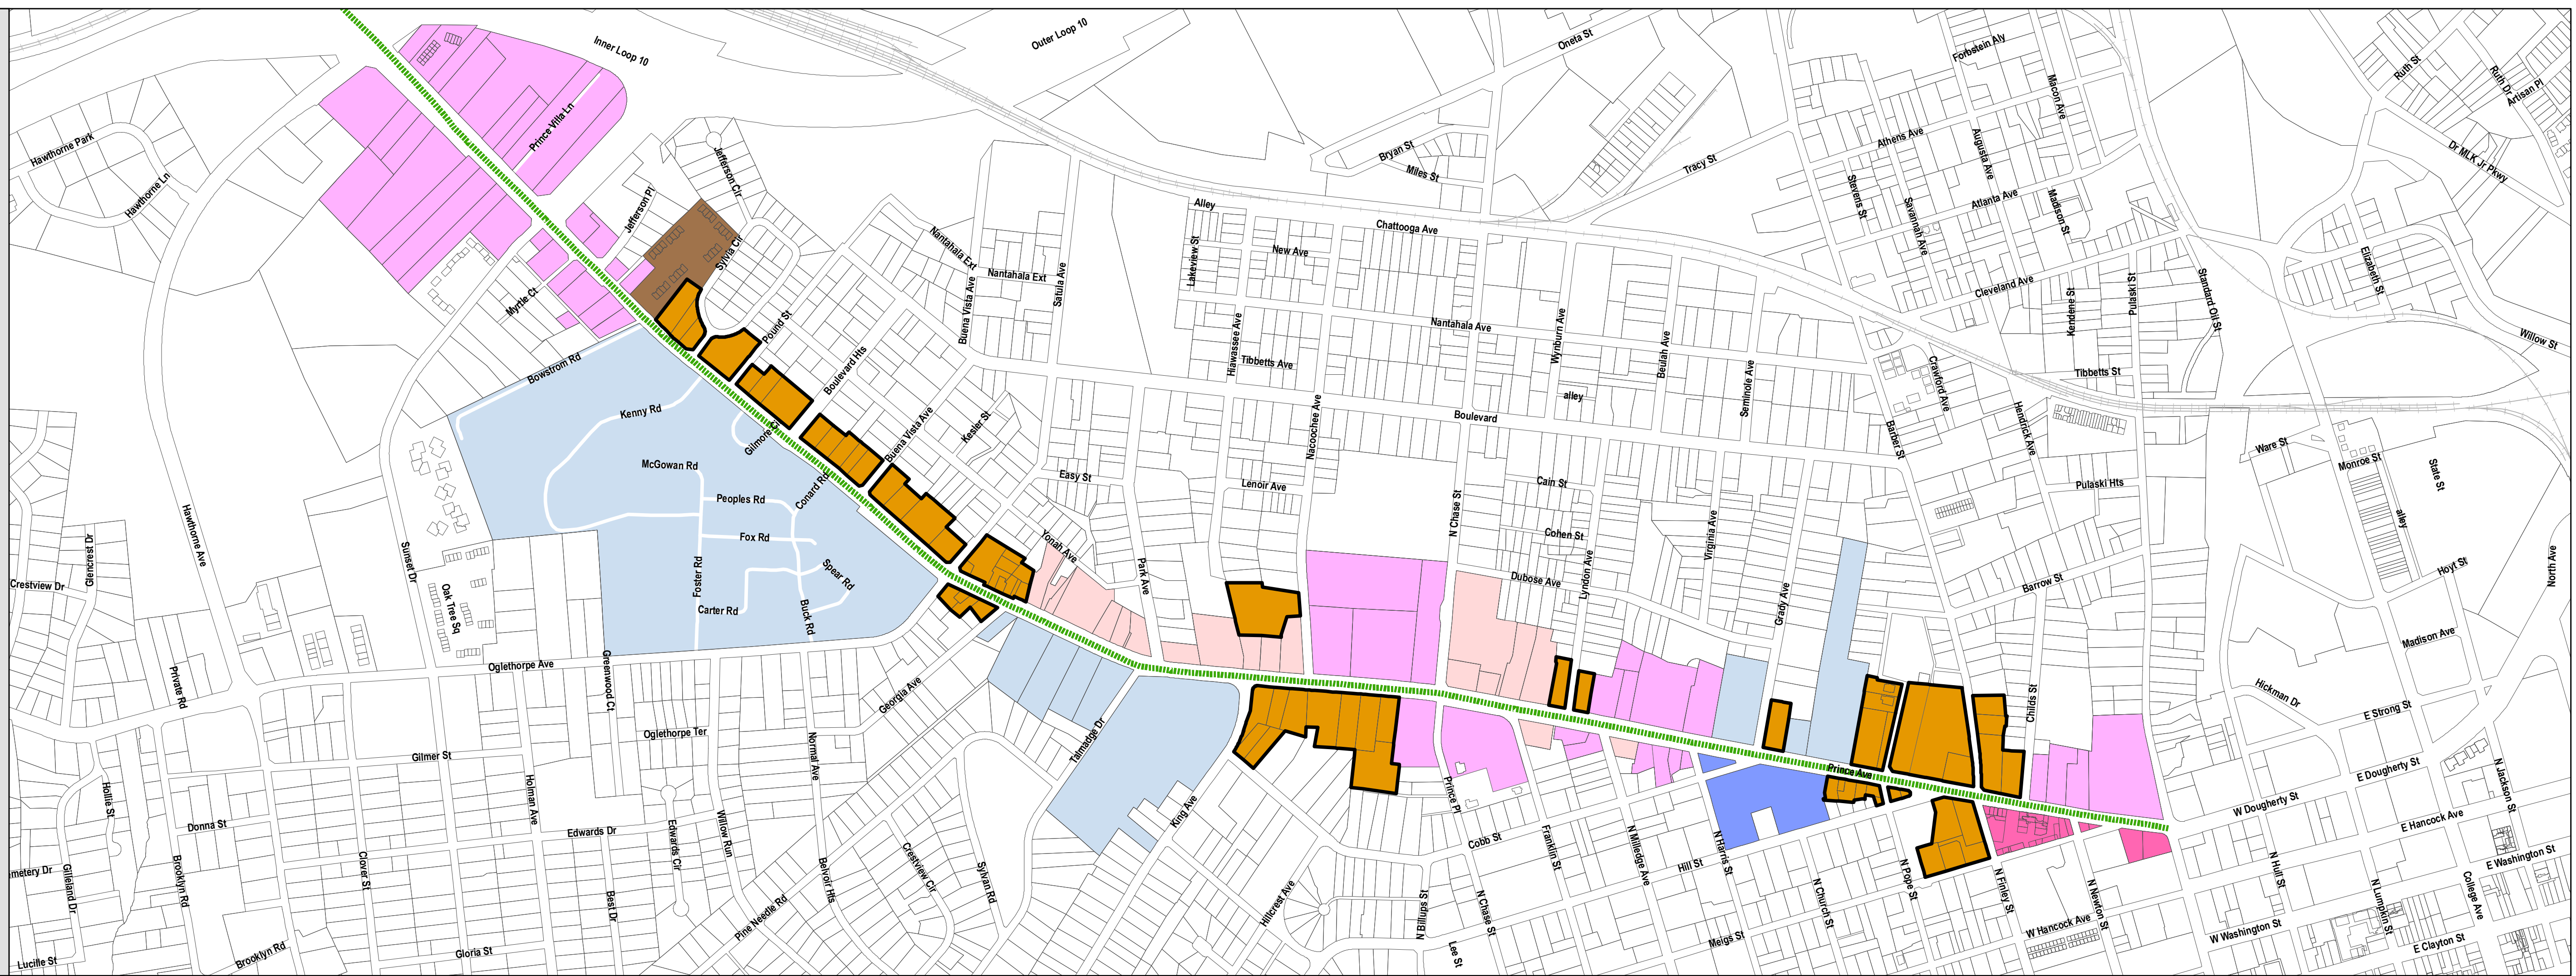 Inner Loop 10
Outer Loop 10
Oneta St
Forbstein Aly
Ruth St
Ruth Dr
Artisan Pl
Macon Ave
Hawthorne Park
Prince Villa Ln
Athens Ave
Augusta Ave
Dr MLK Jr Pkwy
Bryan St
Miles St
Tracy St
Jefferson Cir
Hawthorne Ln
Jefferson Pl
Stevens St
Savannah Ave
Atlanta Ave
Madison St
Alley
Chattooga Ave
Nantahala Ext
Nantahala Ext
Lakeview St
New Ave
Sylvia Cir
Satula Ave
Elizabeth St
Cleveland Ave
Kendene St
Pulaski St
Standard Oil St
Myrtle Ct
Pound St
Buena Vista Ave
Nantahala Ave
Wynburn Ave
Hiawassee Ave
Beulah Ave
Willow St
Bowstrom Rd
Boulevard Hts
Tibbetts Ave
Seminole Ave
Crawford Ave
Tibbetts St
Kenny Rd
alley
Boulevard
Nacoochee Ave
Gilmore Cir
Buena Vista Ave
Kesler St
Barber St
Hendrick Ave
Ware St
McGowan Rd
Monroe St
State St
Easy St
Lenoir Ave
Cain St
Pulaski Hts
Peoples Rd
Conard Rd
N Chase St
alley
Hawthorne Ave
Fox Rd
Yonah Ave
Cohen St
Virginia Ave
Glencrest Dr
Sunset Dr
Foster Rd
Spear Rd
Park Ave
Dubose Ave
Lyndon Ave
Hoyt St
North Ave
Crestview Dr
Oak Tree Sq
Carter Rd
Buck Rd
Grady Ave
Barrow St
Madison Ave
Oglethorpe Ave
Private Rd
Greenwood Ct
Georgia Ave
Hickman Dr
Childs St
E Strong St
Oglethorpe Ter
Talmadge Dr
Gilmer St
Normal Ave
Prince Ave
E Dougherty St
N Jackson St
Hollie St
Holman Ave
Prince Pl
King Ave
W Dougherty St
Donna St
Edwards Dr
Edwards Cir
Willow Run
Cobb St
Franklin St
N Milledge Ave
N Harris St
E Hancock Ave
Hill St
E Washington St
metery Dr
Gilleland Dr
Brooklyn Rd
Clover St
Belvoir Hts
Crestview Cir
Sylvan Rd
N Pope St
N Finley St
N Hull St
Best Dr
Pine Needle Rd
Hillcrest Ave
N Billups St
N Chase St
N Church St
N Newton St
N Lumpkin St
College Ave
W Hancock Ave
W Washington St
Meigs St
E Clayton St
Lucille St
Brooklyn Rd
Gloria St
Lee St